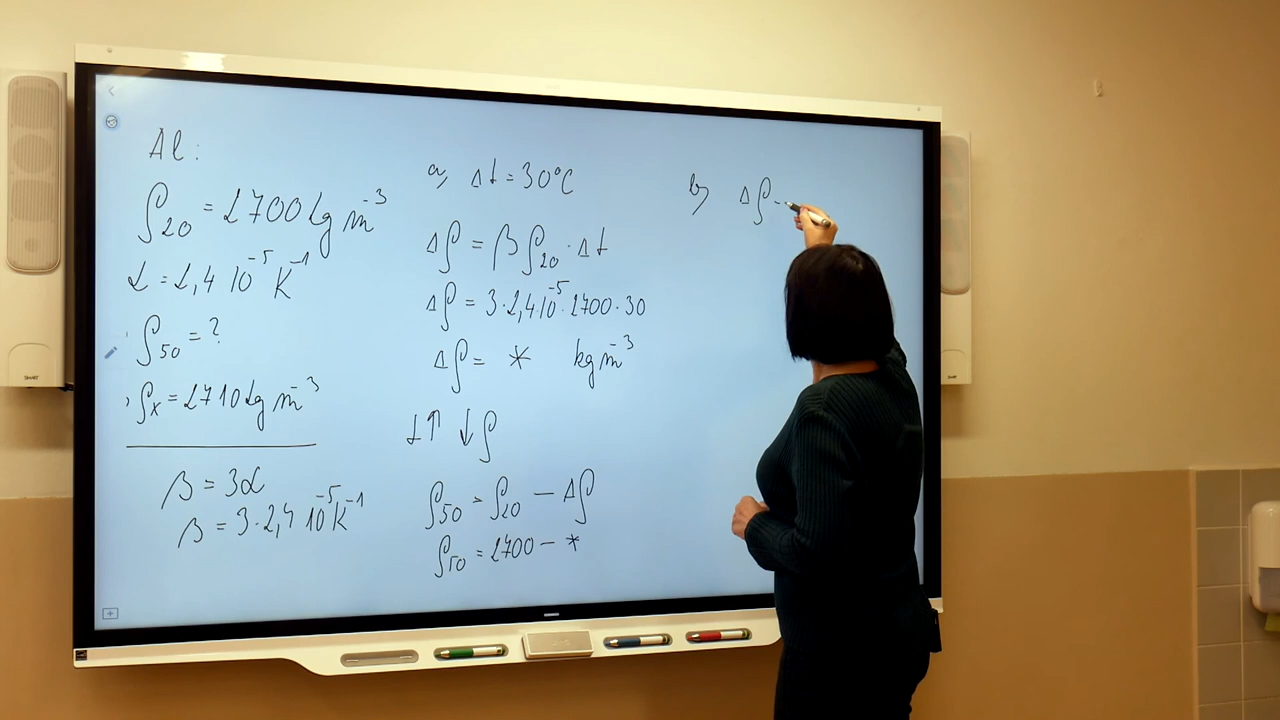 Al:
ρ₂₀ = 2700 kg m⁻³
α = 2,4 10⁻⁵ K⁻¹
ρ₅₀ = ?
ρₓ = 2710 kg m⁻³
β = 3α
β = 3·2,4 10⁻⁵ K⁻¹
a) Δt = 30°C
Δρ = β ρ₂₀ · Δt
Δρ = 3·2,4 10⁻⁵ · 2700 · 30
Δρ = * kg m⁻³
t↑ ↓ρ
ρ₅₀ = ρ₂₀ − Δρ
ρ₅₀ = 2700 − *
b) Δρ -
SMART
SMART